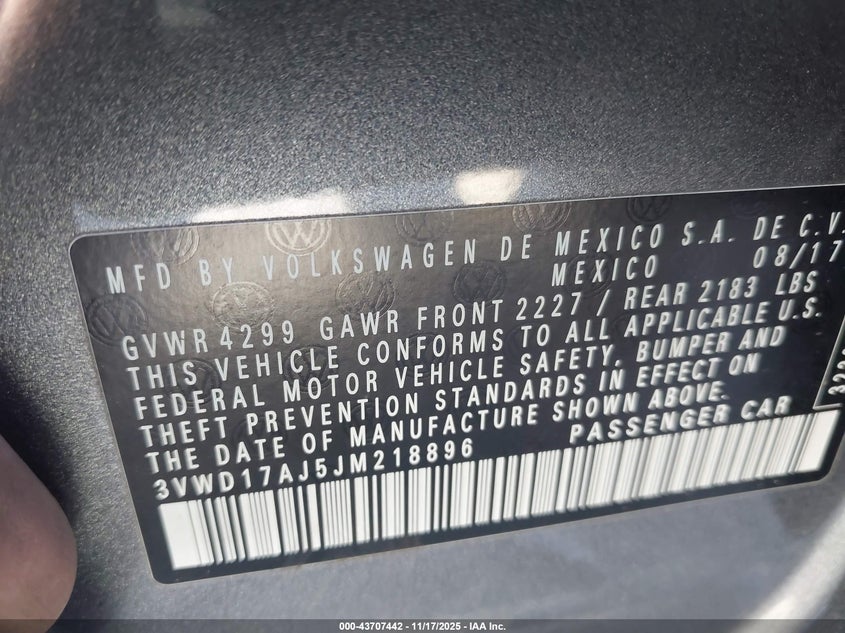 MFD BY VOLKSWAGEN DE MEXICO S.A. DE C.V.
MEXICO 08/17
GVWR 4299 GAWR FRONT 2227 / REAR 2183 LBS
THIS VEHICLE CONFORMS TO ALL APPLICABLE U.S.
FEDERAL MOTOR VEHICLE SAFETY, BUMPER AND
THEFT PREVENTION STANDARDS IN EFFECT ON
THE DATE OF MANUFACTURE SHOWN ABOVE.
3VWD17AJ5JM218896 PASSENGER CAR
000-43707442 | 11/17/2025 | IAA Inc.